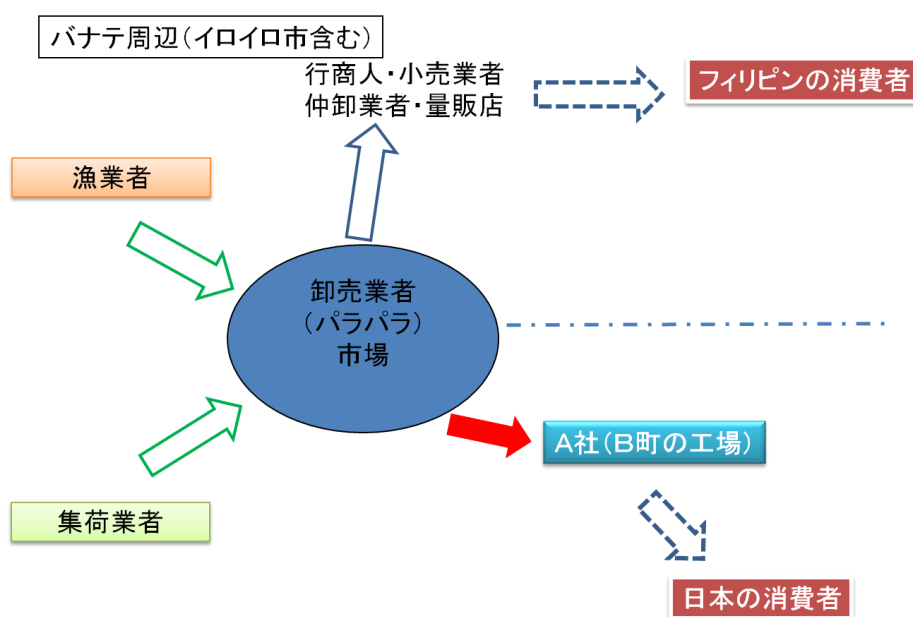 バナテ周辺(イロイロ市含む)
行商人・小売業者
仲卸業者・量販店
フィリピンの消費者
漁業者
卸売業者
(パラパラ)
市場
A社(B町の工場)
集荷業者
日本の消費者